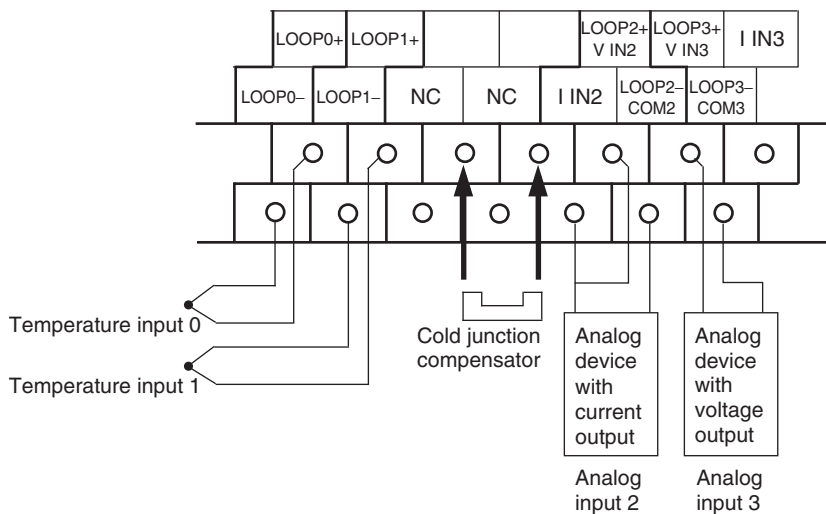 LOOP0+
LOOP1+
LOOP2+
V IN2
LOOP3+
V IN3
I IN3
LOOP0–
LOOP1–
NC
NC
I IN2
LOOP2–
COM2
LOOP3–
COM3
Temperature input 0
Temperature input 1
Cold junction
compensator
Analog
device
with
current
output
Analog
device
with
voltage
output
Analog
input 2
Analog
input 3